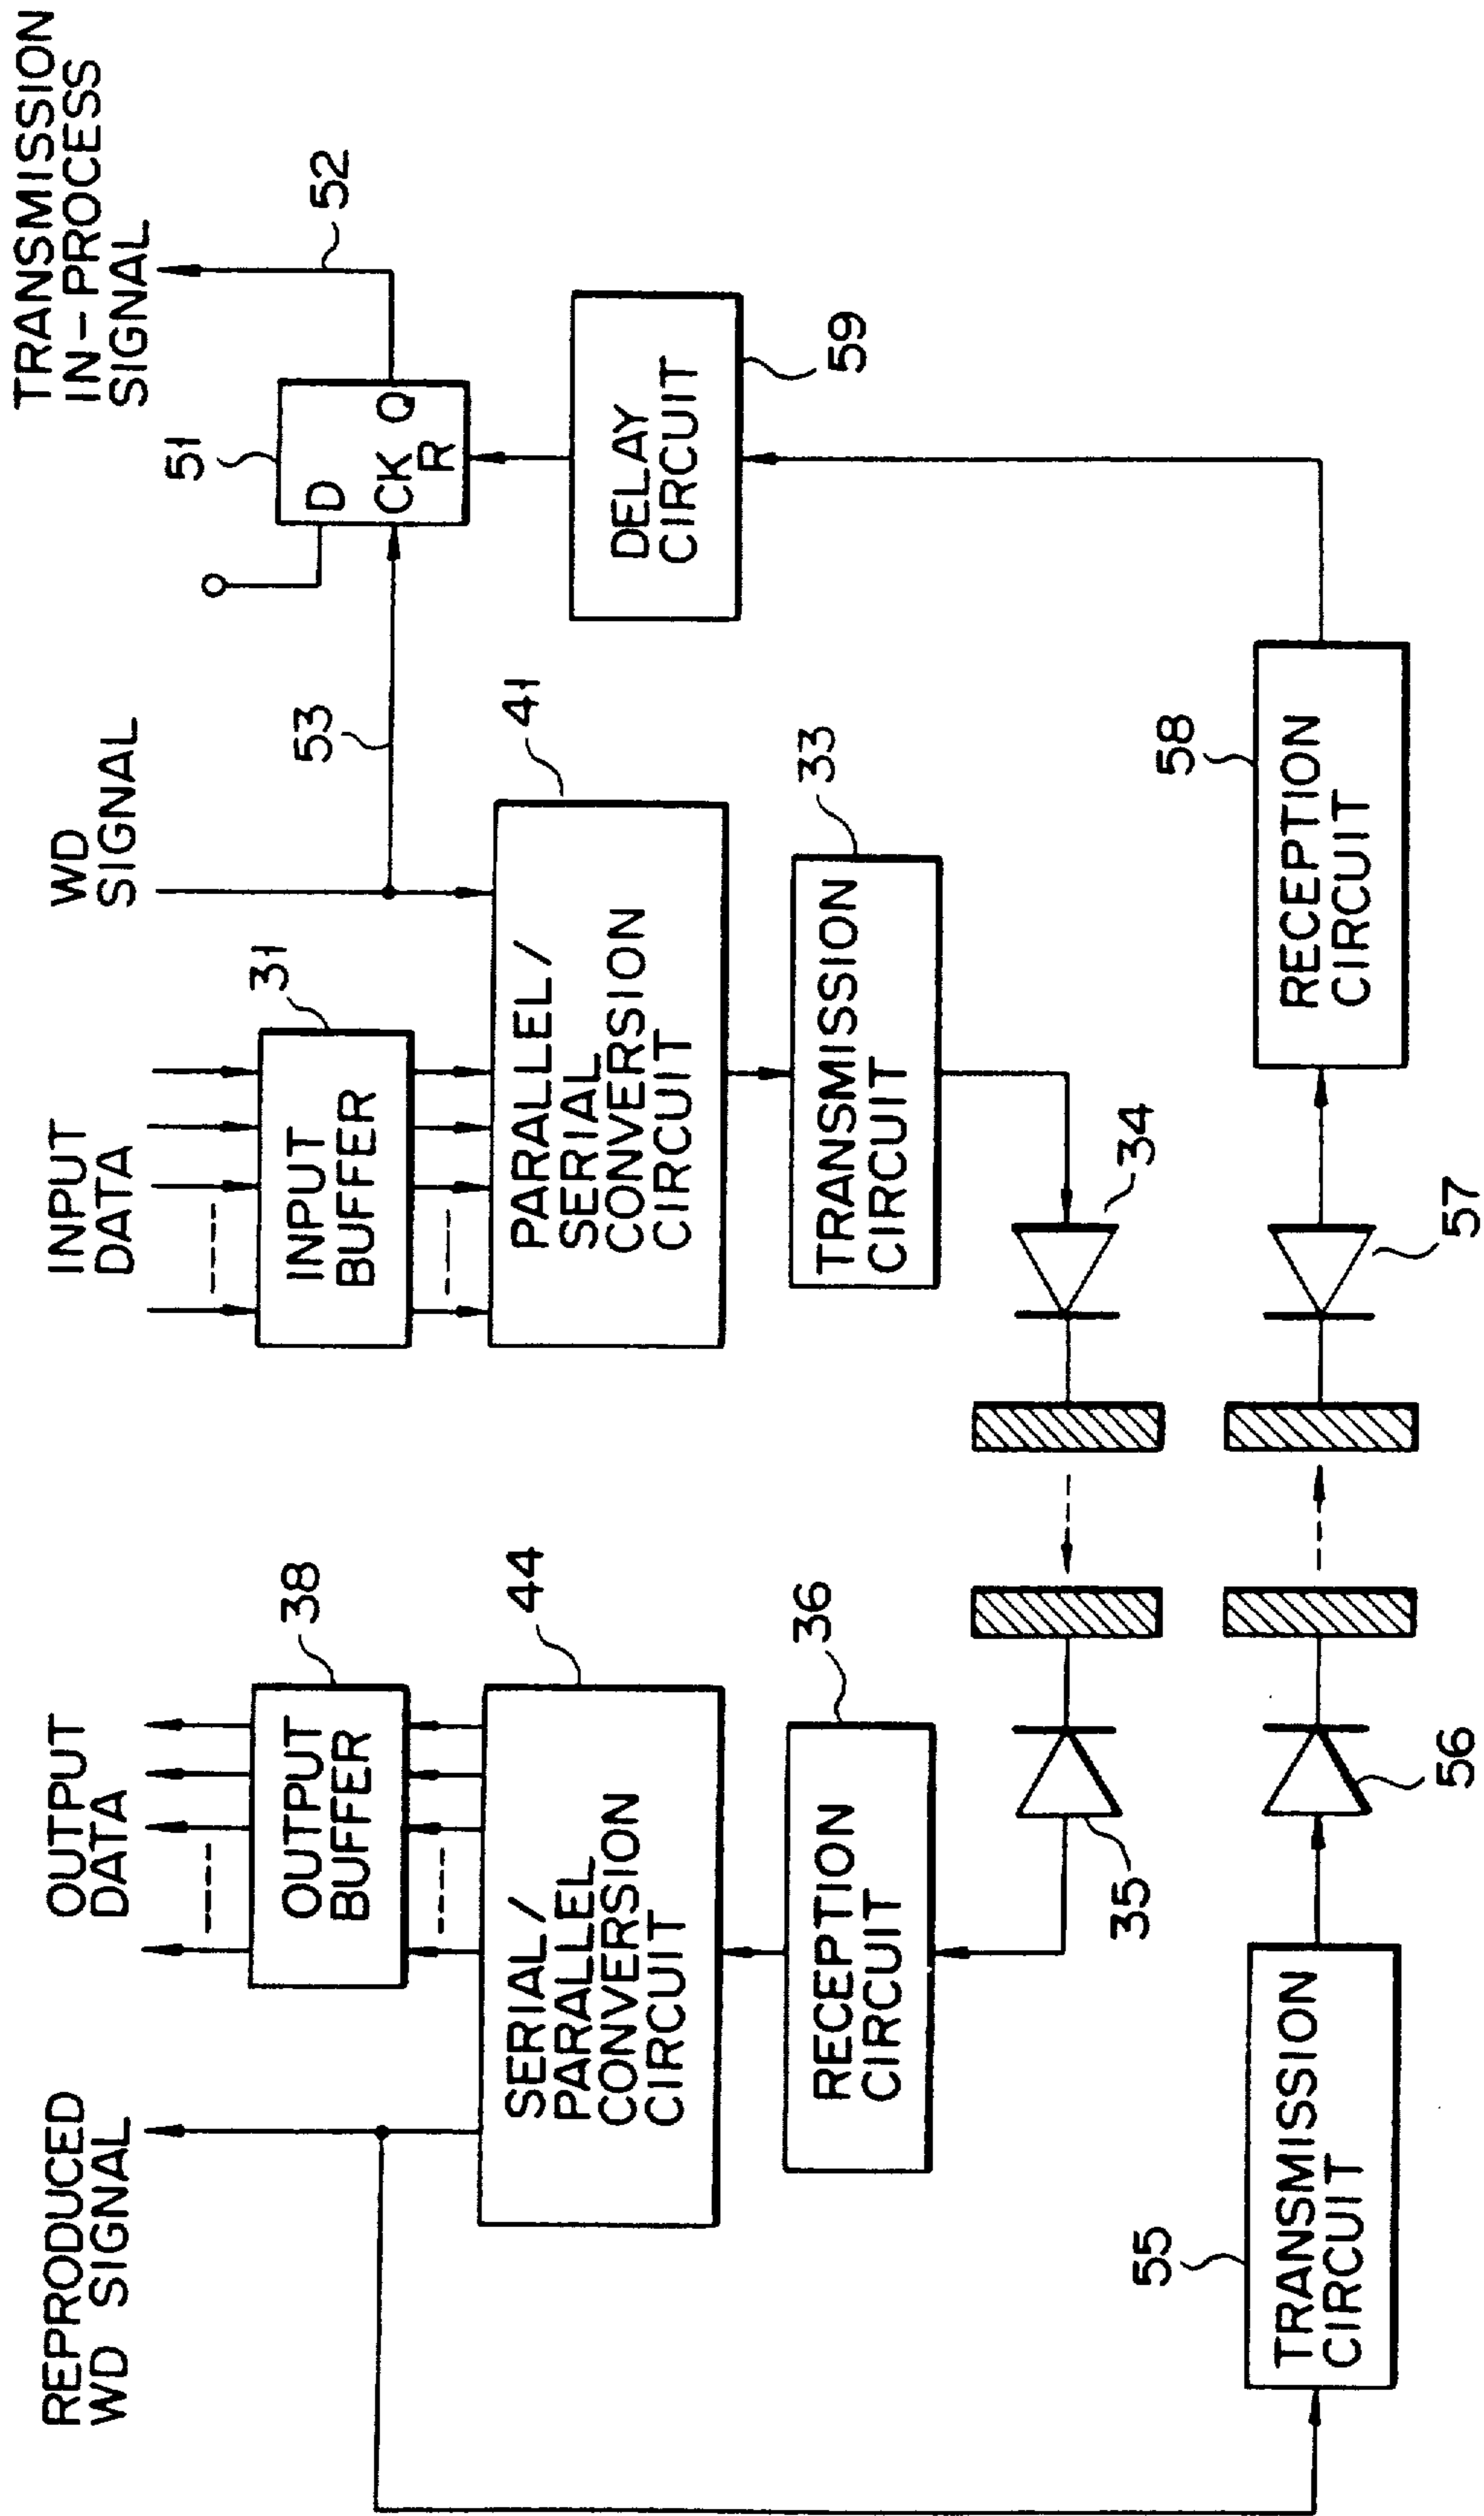 REPRODUCED
WD SIGNAL
OUTPUT
DATA
INPUT
DATA
WD
SIGNAL
TRANSMISSION
IN-PROCESS
SIGNAL
38
OUTPUT
BUFFER
31
INPUT
BUFFER
53
51
D
CK Q
R
52
44
SERIAL/
PARALLEL
CONVERSION
CIRCUIT
41
PARALLEL/
SERIAL
CONVERSION
CIRCUIT
DELAY
CIRCUIT
59
36
RECEPTION
CIRCUIT
33
TRANSMISSION
CIRCUIT
35
34
55
TRANSMISSION
CIRCUIT
56
57
58
RECEPTION
CIRCUIT